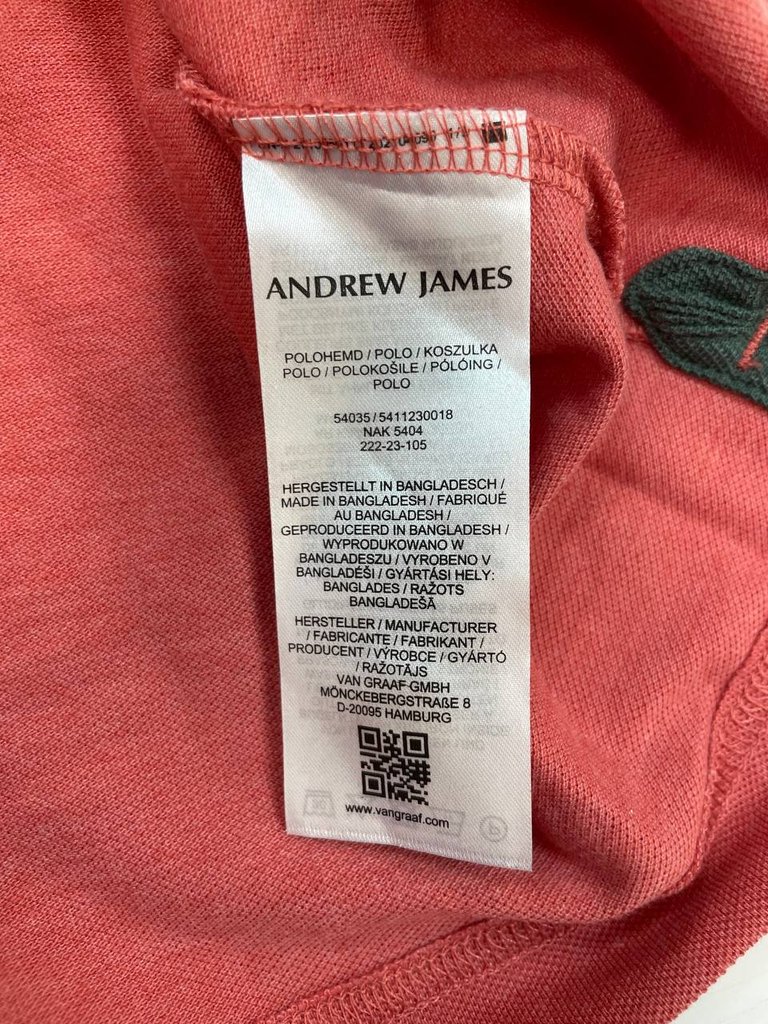 ANDREW JAMES
POLOHEMD / POLO / KOSZULKA
POLO / POLOKOŠILE / PÓLÓING /
POLO
54035 / 5411230018
NAK 5404
222-23-105
HERGESTELLT IN BANGLADESCH /
MADE IN BANGLADESH / FABRIQUÉ
AU BANGLADESH /
GEPRODUCEERD IN BANGLADESH /
WYPRODUKOWANO W
BANGLADESZU / VYROBENO V
BANGLADÉŠI / GYÁRTÁSI HELY:
BANGLADES / RAŽOTS
BANGLADEŠĀ
HERSTELLER / MANUFACTURER
/ FABRICANTE / FABRIKANT /
PRODUCENT / VÝROBCE / GYÁRTÓ
/ RAŽOTĀJS
VAN GRAAF GMBH
MÖNCKEBERGSTRAßE 8
D-20095 HAMBURG
www.vangraaf.com